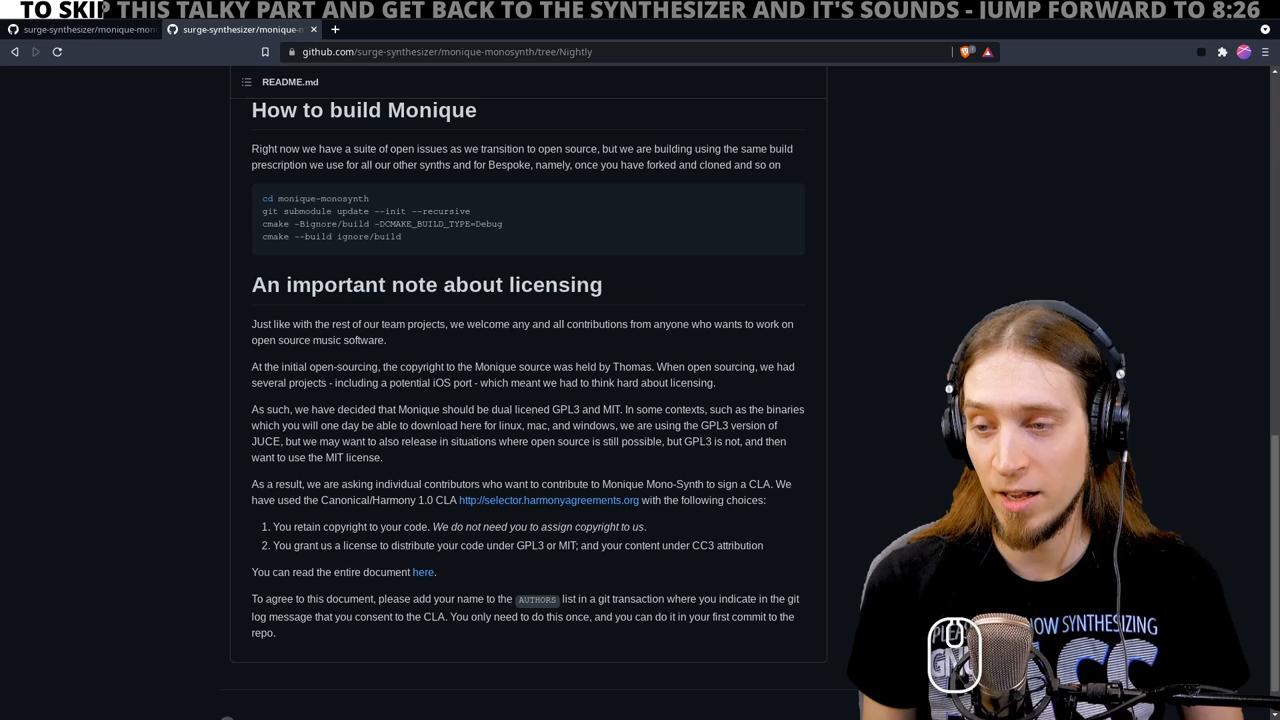 TO SKIP THIS TALKY PART AND GET BACK TO THE SYNTHESIZER AND IT'S SOUNDS - JUMP FORWARD TO 8:26
surge-synthesizer/monique-mon
surge-synthesizer/monique-m
github.com/surge-synthesizer/monique-monosynth/tree/Nightly
README.md
How to build Monique
Right now we have a suite of open issues as we transition to open source, but we are building using the same build
prescription we use for all our other synths and for Bespoke, namely, once you have forked and cloned and so on
cd monique-monosynth
git submodule update --init --recursive
cmake -Bignore/build -DCMAKE_BUILD_TYPE=Debug
cmake --build ignore/build
An important note about licensing
Just like with the rest of our team projects, we welcome any and all contributions from anyone who wants to work on
open source music software.
At the initial open-sourcing, the copyright to the Monique source was held by Thomas. When open sourcing, we had
several projects - including a potential iOS port - which meant we had to think hard about licensing.
As such, we have decided that Monique should be dual licened GPL3 and MIT. In some contexts, such as the binaries
which you will one day be able to download here for linux, mac, and windows, we are using the GPL3 version of
JUCE, but we may want to also release in situations where open source is still possible, but GPL3 is not, and then
want to use the MIT license.
As a result, we are asking individual contributors who want to contribute to Monique Mono-Synth to sign a CLA. We
have used the Canonical/Harmony 1.0 CLA http://selector.harmonyagreements.org with the following choices:
1. You retain copyright to your code. We do not need you to assign copyright to us.
2. You grant us a license to distribute your code under GPL3 or MIT; and your content under CC3 attribution
You can read the entire document here.
To agree to this document, please add your name to the AUTHORS list in a git transaction where you indicate in the git
log message that you consent to the CLA. You only need to do this once, and you can do it in your first commit to the
repo.
NOW SYNTHESIZING